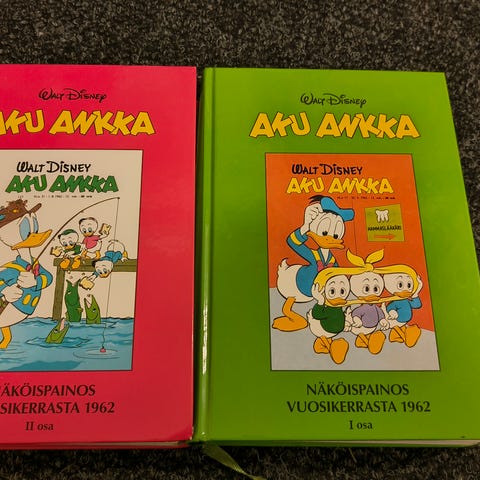 Walt Disney
AKU ANKKA
WALT DISNEY
AKU ANKKA
NÄKÖISPAINOS
VUOSIKERRASTA 1962
II osa
Walt Disney
AKU ANKKA
WALT DISNEY
AKU ANKKA
HAMMASLÄÄKÄRI
NÄKÖISPAINOS
VUOSIKERRASTA 1962
I osa